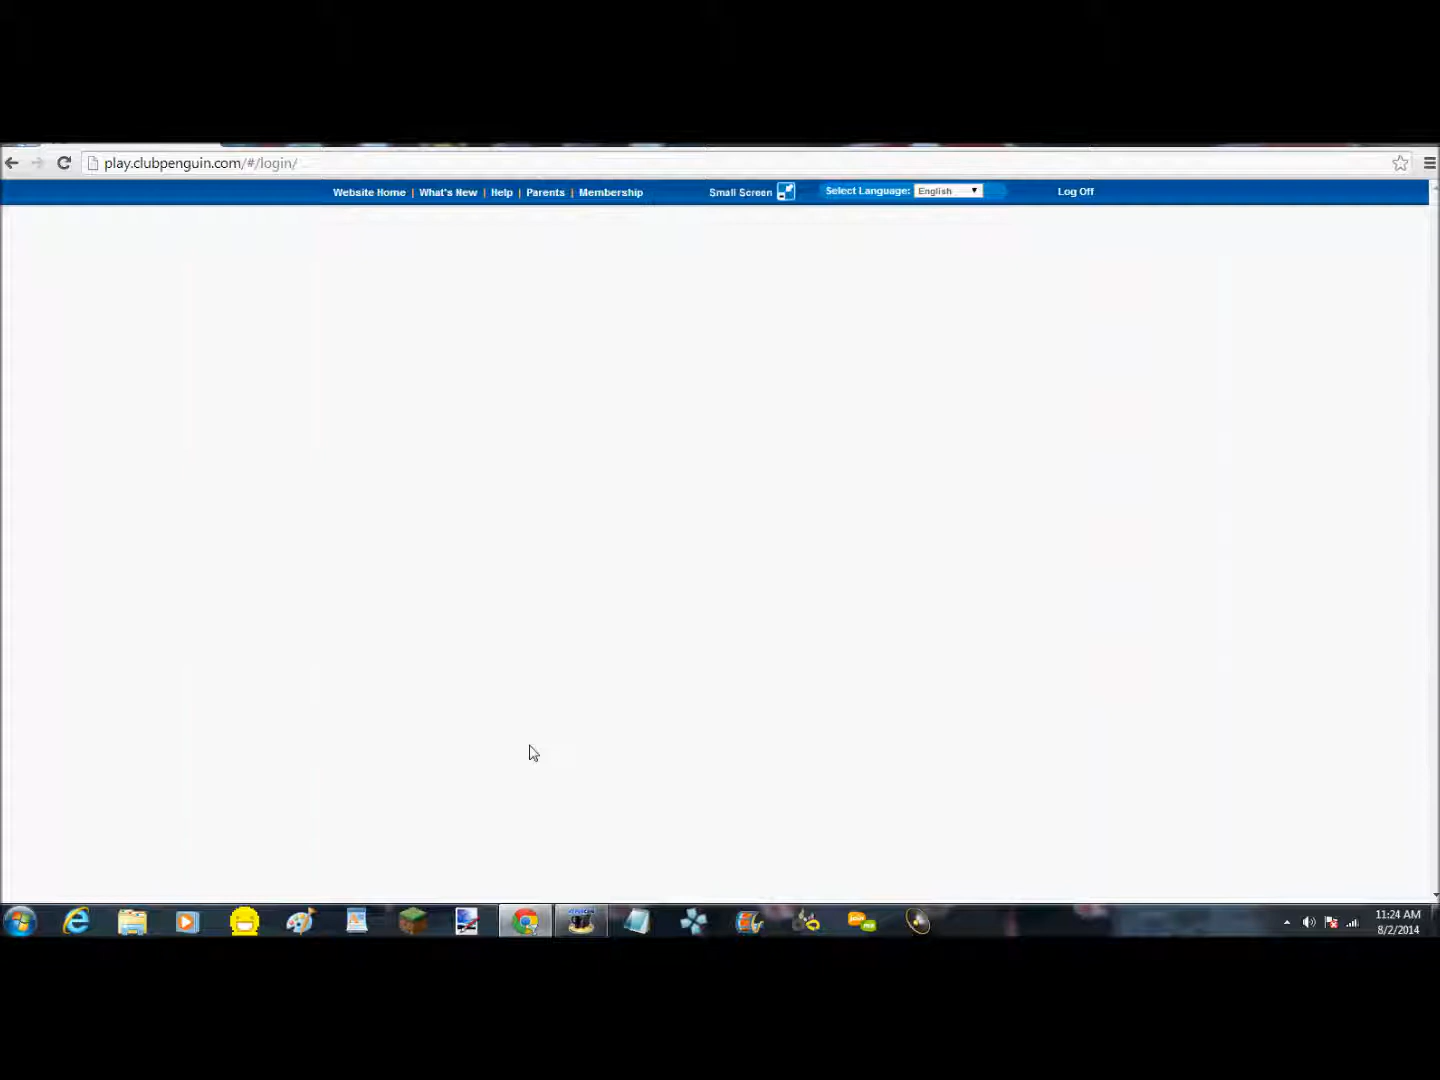 play.clubpenguin.com/#/login/
Website Home | What's New | Help | Parents | Membership
Small Screen
Select Language: English
Log Off
11:24 AM
8/2/2014